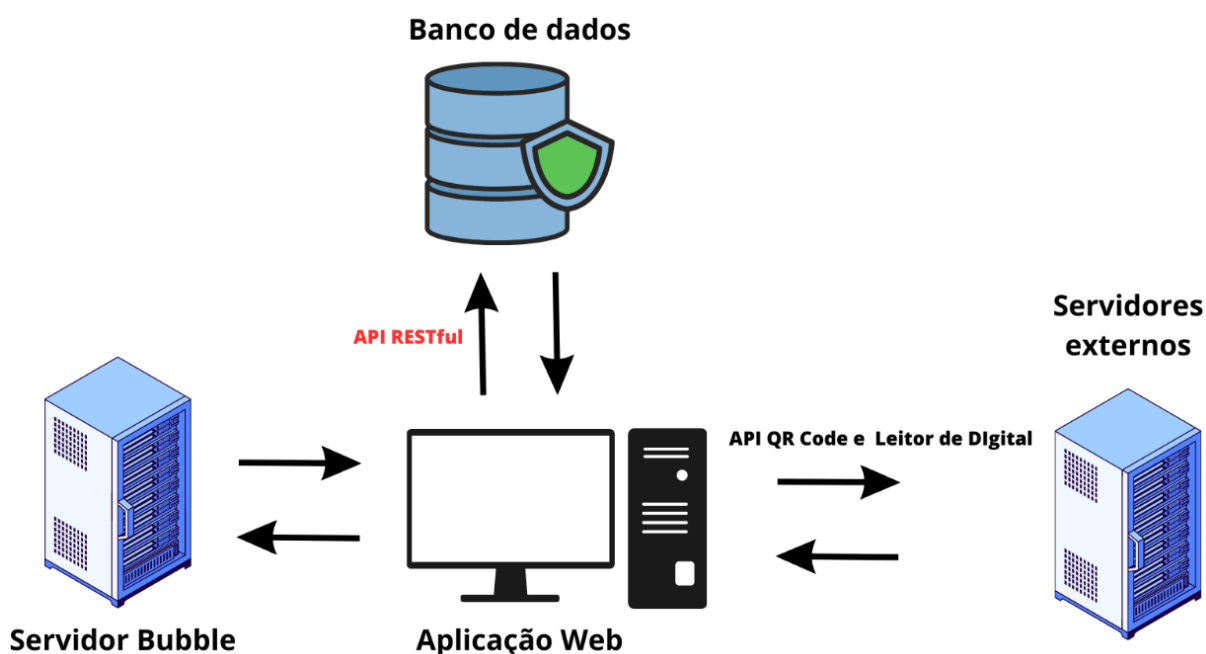 Banco de dados
API RESTful
Servidores
externos
API QR Code e Leitor de DIgital
Servidor Bubble
Aplicação Web